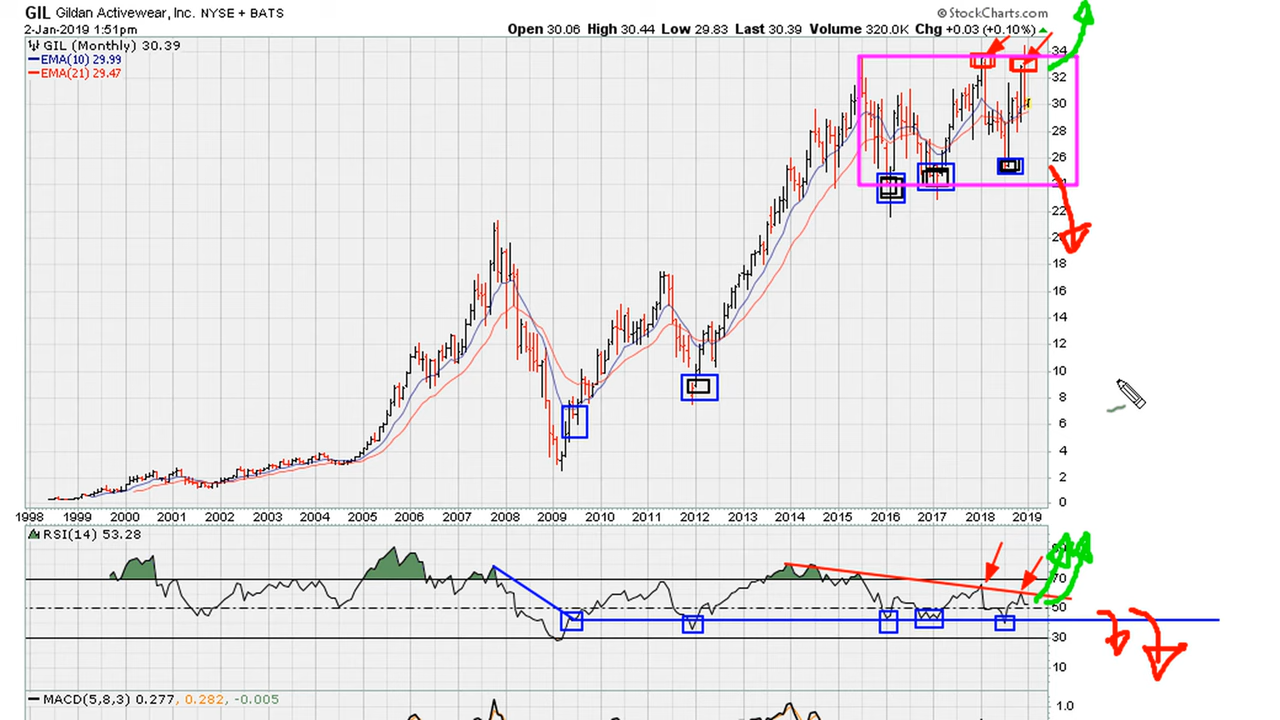 GIL Gildan Activewear, Inc. NYSE + BATS
© StockCharts.com
2-Jan-2019 1:51pm
Open 30.06 High 30.44 Low 29.83 Last 30.39 Volume 320.0K Chg +0.03 (+0.10%)
GIL (Monthly) 30.39
EMA(10) 29.99
EMA(21) 29.47
34
32
30
28
26
22
18
16
14
12
10
8
6
4
2
0
1998 1999 2000 2001 2002 2003 2004 2005 2006 2007 2008 2009 2010 2011 2012 2013 2014 2015 2016 2017 2018 2019
RSI(14) 53.28
70
50
30
10
MACD(5,8,3) 0.277, 0.282, -0.005
1.0